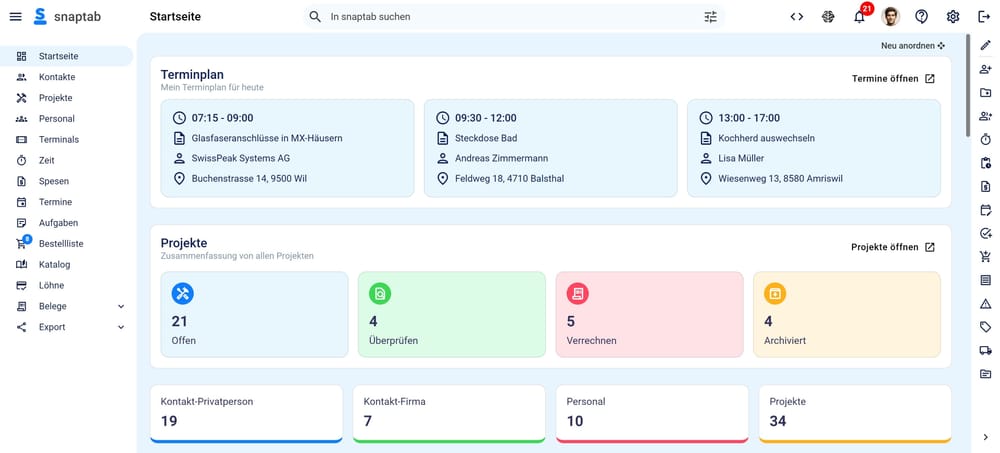 snaptab
Startseite
In snaptab suchen
21
Startseite
Kontakte
Projekte
Personal
Terminals
Zeit
Spesen
Termine
Aufgaben
8
Bestellliste
Katalog
Löhne
Belege
Export
Neu anordnen
Terminplan
Mein Terminplan für heute
Termine öffnen
07:15 - 09:00
Glasfaseranschlüsse in MX-Häusern
SwissPeak Systems AG
Buchenstrasse 14, 9500 Wil
09:30 - 12:00
Steckdose Bad
Andreas Zimmermann
Feldweg 18, 4710 Balsthal
13:00 - 17:00
Kochherd auswechseln
Lisa Müller
Wiesenweg 13, 8580 Amriswil
Projekte
Zusammenfassung von allen Projekten
Projekte öffnen
21
Offen
4
Überprüfen
5
Verrechnen
4
Archiviert
Kontakt-Privatperson
19
Kontakt-Firma
7
Personal
10
Projekte
34